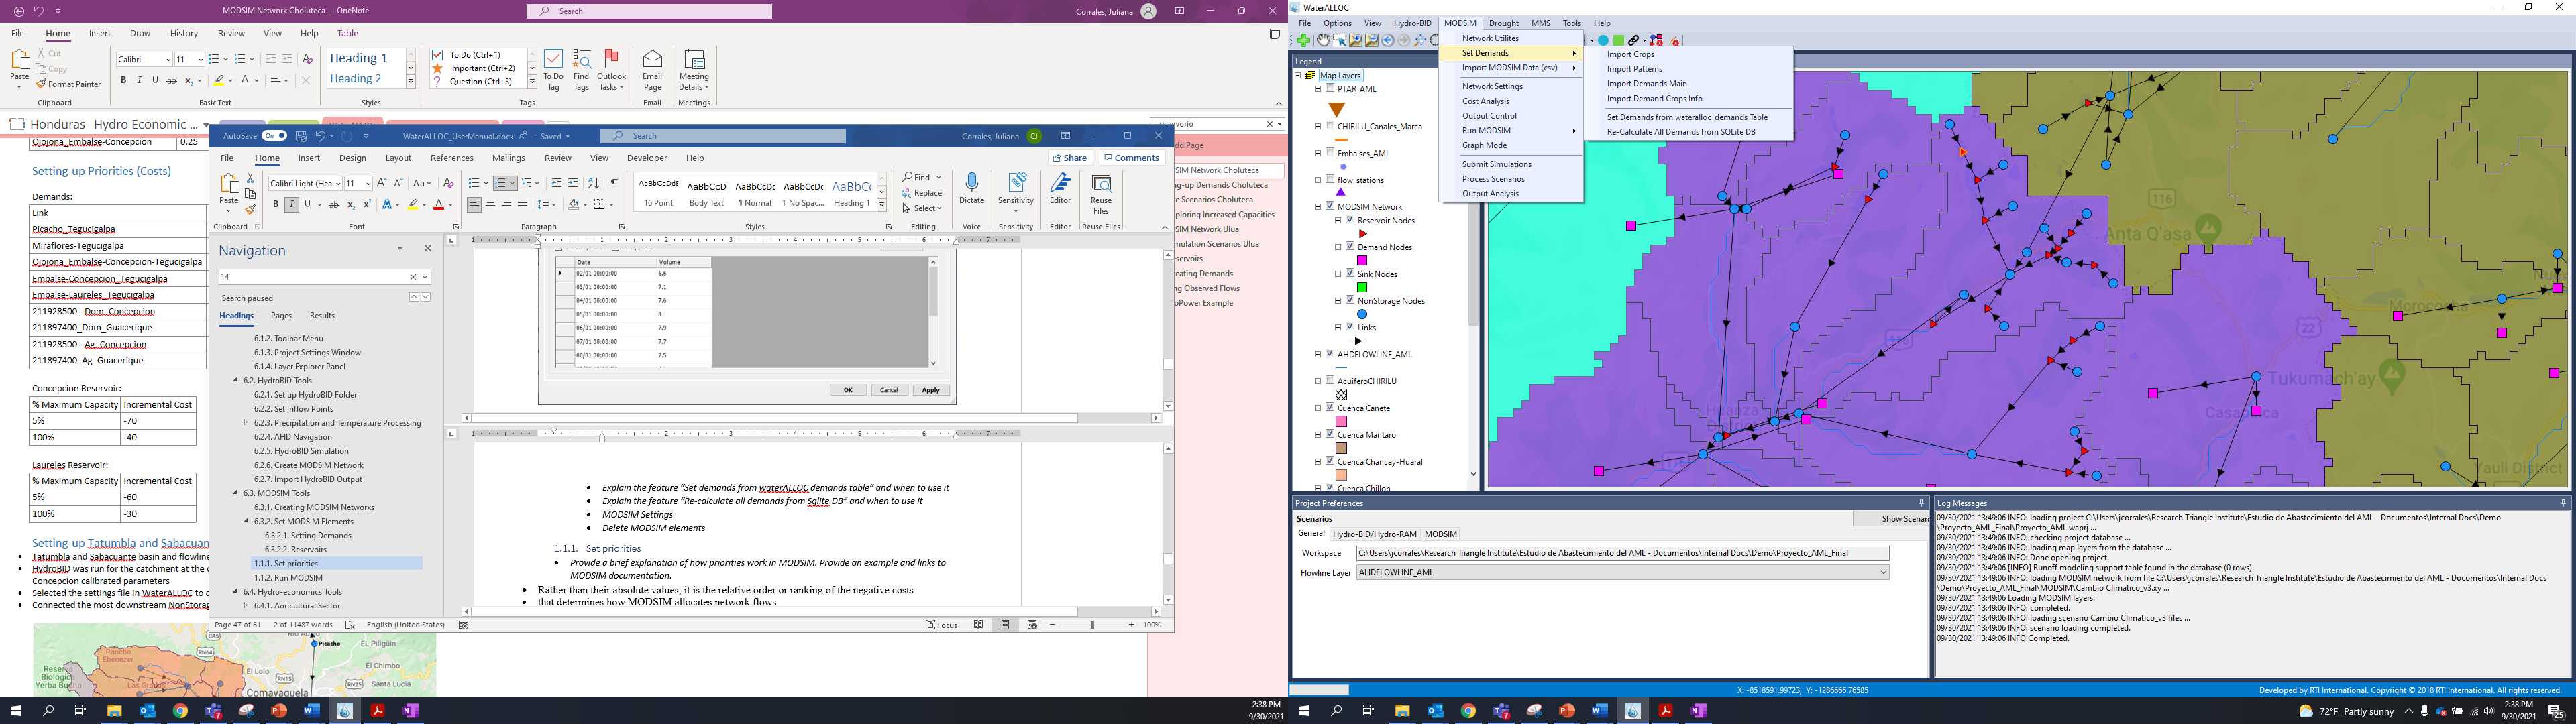 MODSIM Network Choluteca - OneNote
Search
Corrales, Juliana
File Home Insert Draw History Review View Help Table
Paste
Cut
Copy
Format Painter
Clipboard
Calibri 11
Basic Text
Heading 1
Heading 2
Styles
To Do (Ctrl+1)
Important (Ctrl+2)
Question (Ctrl+3)
To Do Tag
Find Tags
Outlook Tasks
Tags
Email Page
Email
Meeting Details
Meetings
Honduras- Hydro Economic ...
reservorio
Ojojona_Embalse-Concepcion 0.25
Setting-up Priorities (Costs)
Demands:
Link
Picacho_Tegucigalpa
Miraflores-Tegucigalpa
Ojojona_Embalse-Concepcion-Tegucigalpa
Embalse-Concepcion_Tegucigalpa
Embalse-Laureles_Tegucigalpa
211928500 - Dom_Concepcion
211897400_Dom_Guacerique
211928500 - Ag_Concepcion
211897400_Ag_Guacerique
Concepcion Reservoir:
% Maximum Capacity Incremental Cost
5% -70
100% -40
Laureles Reservoir:
% Maximum Capacity Incremental Cost
5% -60
100% -30
Setting-up Tatumbla and Sabacuan
Tatumbla and Sabacuante basin and flowline
HydroBID was run for the catchment at the
Concepcion calibrated parameters
Selected the settings file in WaterALLOC to
Connected the most downstream NonStorag
Rancho Ebenezer
Reserva Biológica Yerba Buena
Picacho
EL Piligüin
El Lolo
El Chimbo
Santa Lucia
Comayagüela
dd Page
SIM Network Choluteca
ng-up Demands Choluteca
e Scenarios Choluteca
ploring Increased Capacities
SIM Network Ulua
mulation Scenarios Ulua
servoirs
reating Demands
ng Observed Flows
roPower Example
AutoSave On
WaterALLOC_UserManual.docx - Saved
Search
Corrales, Juliana CJ
File Home Insert Design Layout References Mailings Review View Developer Help
Share Comments
Paste
Clipboard
Calibri Light (Hea 11
Font
Paragraph
AaBbCcDdE AaBbCcD AaBbCcDc AaBbCcDc AaBbC
16 Point Body Text ¶ Normal ¶ No Spac... Heading 1
Styles
Find
Replace
Select
Editing
Dictate
Voice
Sensitivity
Sensitivity
Editor
Editor
Reuse Files
Reuse Files
Navigation
14
Search paused
Headings Pages Results
6.1.2. Toolbar Menu
6.1.3. Project Settings Window
6.1.4. Layer Explorer Panel
6.2. HydroBID Tools
6.2.1. Set up HydroBID Folder
6.2.2. Set Inflow Points
6.2.3. Precipitation and Temperature Processing
6.2.4. AHD Navigation
6.2.5. HydroBID Simulation
6.2.6. Create MODSIM Network
6.2.7. Import HydroBID Output
6.3. MODSIM Tools
6.3.1. Creating MODSIM Networks
6.3.2. Set MODSIM Elements
6.3.2.1. Setting Demands
6.3.2.2. Reservoirs
1.1.1. Set priorities
1.1.2. Run MODSIM
6.4. Hydro-economics Tools
6.4.1. Agricultural Sector
Date Volume
02/01 00:00:00 6.6
03/01 00:00:00 7.1
04/01 00:00:00 7.6
05/01 00:00:00 8
06/01 00:00:00 7.9
07/01 00:00:00 7.7
08/01 00:00:00 7.5
OK Cancel Apply
Explain the feature "Set demands from waterALLOC demands table" and when to use it
Explain the feature "Re-calculate all demands from Sqlite DB" and when to use it
MODSIM Settings
Delete MODSIM elements
1.1.1. Set priorities
Provide a brief explanation of how priorities work in MODSIM. Provide an example and links to
MODSIM documentation.
Rather than their absolute values, it is the relative order or ranking of the negative costs
that determines how MODSIM allocates network flows
Page 47 of 61 2 of 11487 words English (United States) Focus 100%
2:38 PM
9/30/2021
WaterALLOC
File Options View Hydro-BID MODSIM Drought MMS Tools Help
Network Utilites
Set Demands
Import MODSIM Data (csv)
Network Settings
Cost Analysis
Output Control
Run MODSIM
Graph Mode
Submit Simulations
Process Scenarios
Output Analysis
Import Crops
Import Patterns
Import Demands Main
Import Demand Crops Info
Set Demands from wateralloc_demands Table
Re-Calculate All Demands from SQLite DB
Legend
Map Layers
PTAR_AML
CHIRILU_Canales_Marca
Embalses_AML
flow_stations
MODSIM Network
Reservoir Nodes
Demand Nodes
Sink Nodes
NonStorage Nodes
Links
AHDFLOWLINE_AML
AcuiferoCHIRILU
Cuenca Canete
Cuenca Mantaro
Cuenca Chancay-Huaral
Cuenca Chillon
Anta Q'asa
Morococha
Tukumach'ay
Casapalca
Yauli District
Huanza District
116
22
Project Preferences
Scenarios
Show Scenari
General Hydro-BID/Hydro-RAM MODSIM
Workspace C:\Users\jcorrales\Research Triangle Institute\Estudio de Abastecimiento del AML - Documentos\Internal Docs\Demo\Proyecto_AML_Final
Flowline Layer AHDFLOWLINE_AML
Log Messages
09/30/2021 13:49:06 INFO: loading project C:\Users\jcorrales\Research Triangle Institute\Estudio de Abastecimiento del AML - Documentos\Internal Docs\Demo
\Proyecto_AML_Final\Proyecto_AML.waprj ...
09/30/2021 13:49:06 INFO: checking project database ...
09/30/2021 13:49:06 INFO: loading map layers from the database ...
09/30/2021 13:49:06 INFO: Done opening project.
09/30/2021 13:49:06 [INFO] Runoff modeling support table found in the database (0 rows).
09/30/2021 13:49:06 INFO: loading MODSIM network from file C:\Users\jcorrales\Research Triangle Institute\Estudio de Abastecimiento del AML - Documentos\Internal Docs
\Demo\Proyecto_AML_Final\MODSIM\Cambio Climatico_v3.xy ...
09/30/2021 13:49:06 Loading MODSIM layers.
09/30/2021 13:49:06 INFO: completed.
09/30/2021 13:49:06 INFO: loading scenario Cambio Climatico_v3 files ...
09/30/2021 13:49:06 INFO: scenario loading completed.
09/30/2021 13:49:06 INFO Completed.
X: -8518591.99723, Y: -1286666.76585
Developed by RTI International. Copyright © 2018 RTI International. All rights reserved.
72°F Partly sunny
2:38 PM
9/30/2021